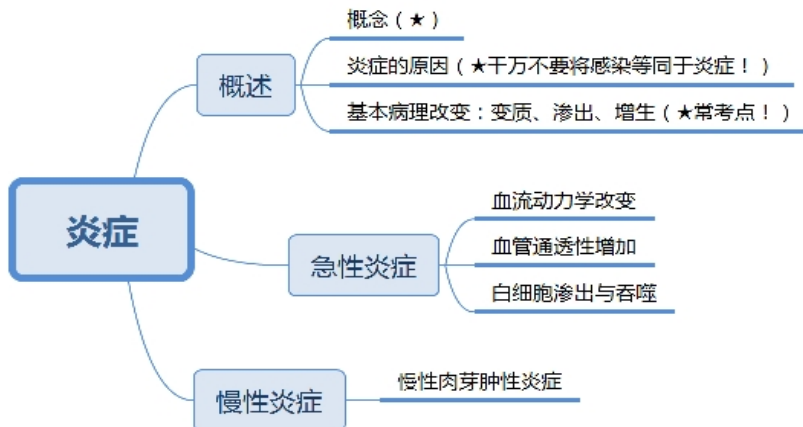 炎症
概述
概念（★）
炎症的原因（★千万不要将感染等同于炎症！）
基本病理改变：变质、渗出、增生（★常考点！）
急性炎症
血流动力学改变
血管通透性增加
白细胞渗出与吞噬
慢性炎症
慢性肉芽肿性炎症